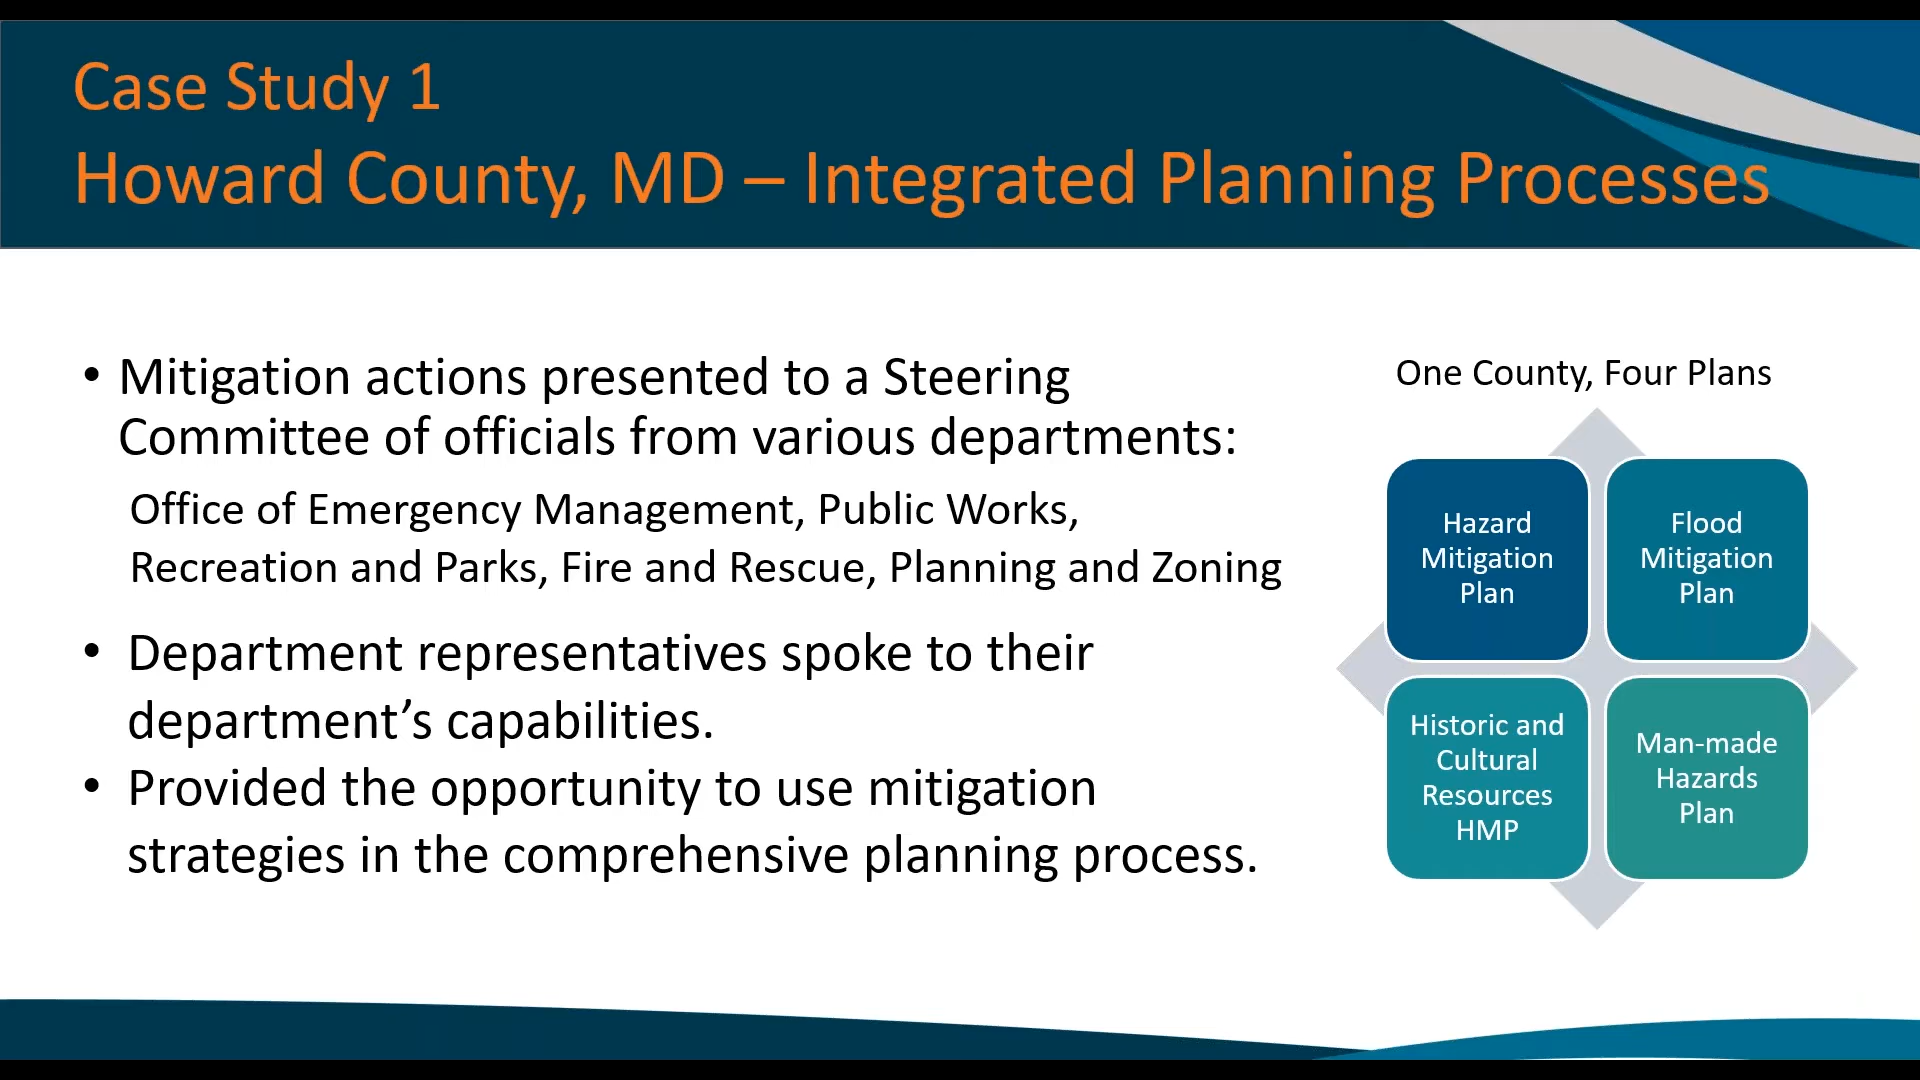 Case Study 1
Howard County, MD – Integrated Planning Processes
• Mitigation actions presented to a Steering
Committee of officials from various departments:
Office of Emergency Management, Public Works,
Recreation and Parks, Fire and Rescue, Planning and Zoning
• Department representatives spoke to their
department’s capabilities.
• Provided the opportunity to use mitigation
strategies in the comprehensive planning process.
One County, Four Plans
Hazard
Mitigation
Plan
Flood
Mitigation
Plan
Historic and
Cultural
Resources
HMP
Man-made
Hazards
Plan